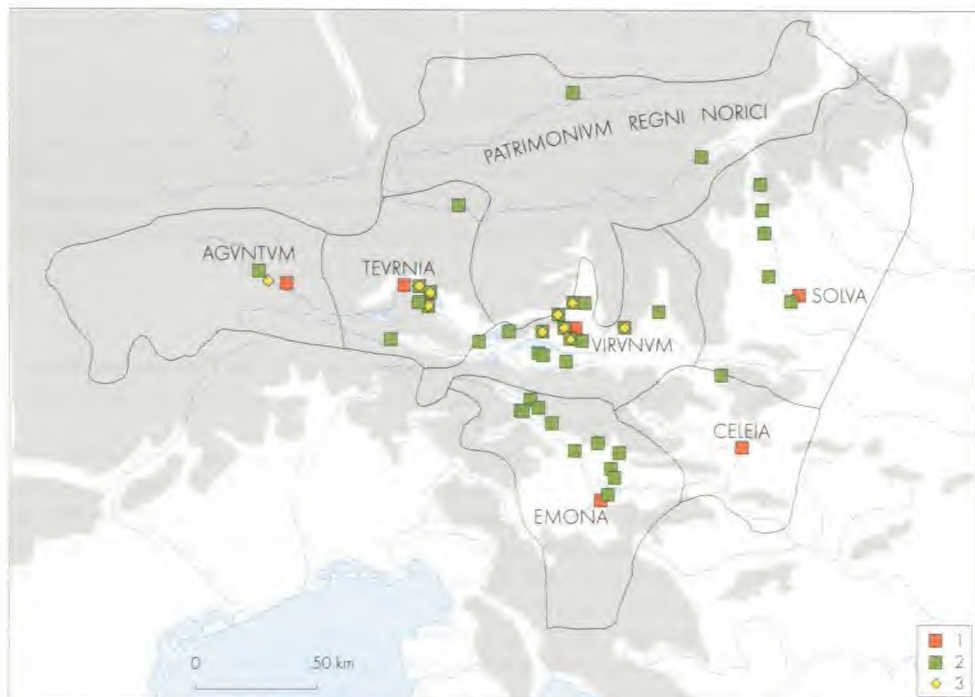 PATRIMONIVM REGNI NORICI
AGVNTVM
TEVRNIA
SOLVA
VIRVNVM
CELEIA
EMONA
0 50 km
1
2
3